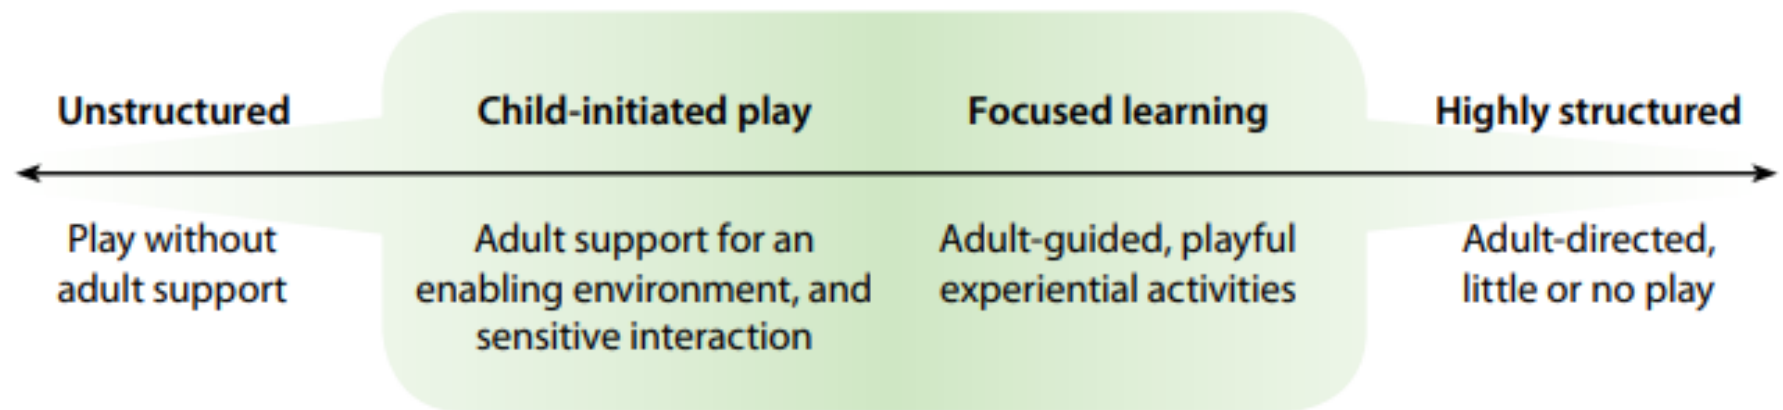 Unstructured
Child-initiated play
Focused learning
Highly structured
Play without
adult support
Adult support for an
enabling environment, and
sensitive interaction
Adult-guided, playful
experiential activities
Adult-directed,
little or no play